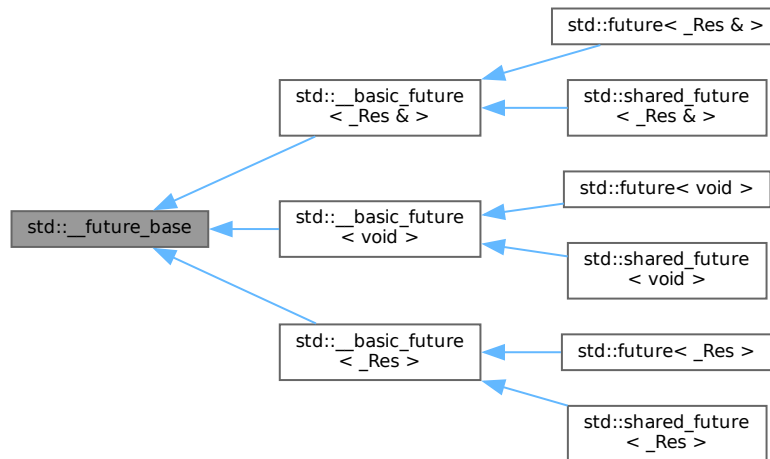 std::future< _Res & >
std::__basic_future
< _Res & >
std::shared_future
< _Res & >
std::future< void >
std::__future_base
std::__basic_future
< void >
std::shared_future
< void >
std::__basic_future
< _Res >
std::future< _Res >
std::shared_future
< _Res >